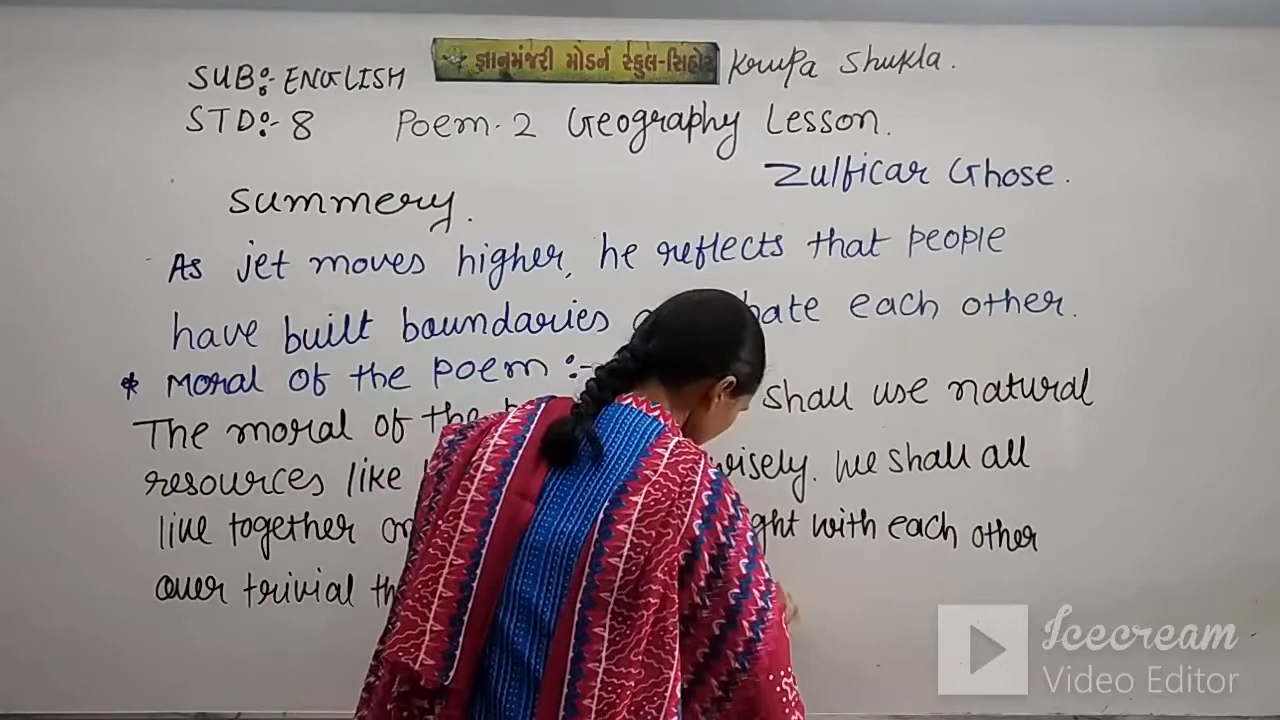 SUB:- ENGLISH
જ્ઞાનમંજરી મોડર્ન સ્કુલ-સિહોર
Krupa Shukla.
STD:- 8 Poem-2 Geography Lesson.
Zulficar Ghose.
Summery.
As jet moves higher, he reflects that people
have built boundaries hate each other.
* Moral of the poem :-
The moral of the shall use natural
resources like wisely. We shall all
live together with each other
over trivial
Icecream
Video Editor